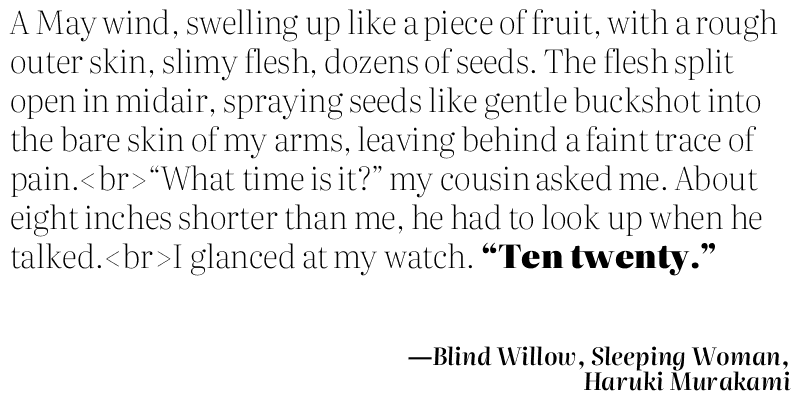 A May wind, swelling up like a piece of fruit, with a rough
outer skin, slimy flesh, dozens of seeds. The flesh split
open in midair, spraying seeds like gentle buckshot into
the bare skin of my arms, leaving behind a faint trace of
pain.<br>“What time is it?” my cousin asked me. About
eight inches shorter than me, he had to look up when he
talked.<br>I glanced at my watch. “Ten twenty.”
—Blind Willow, Sleeping Woman,
Haruki Murakami